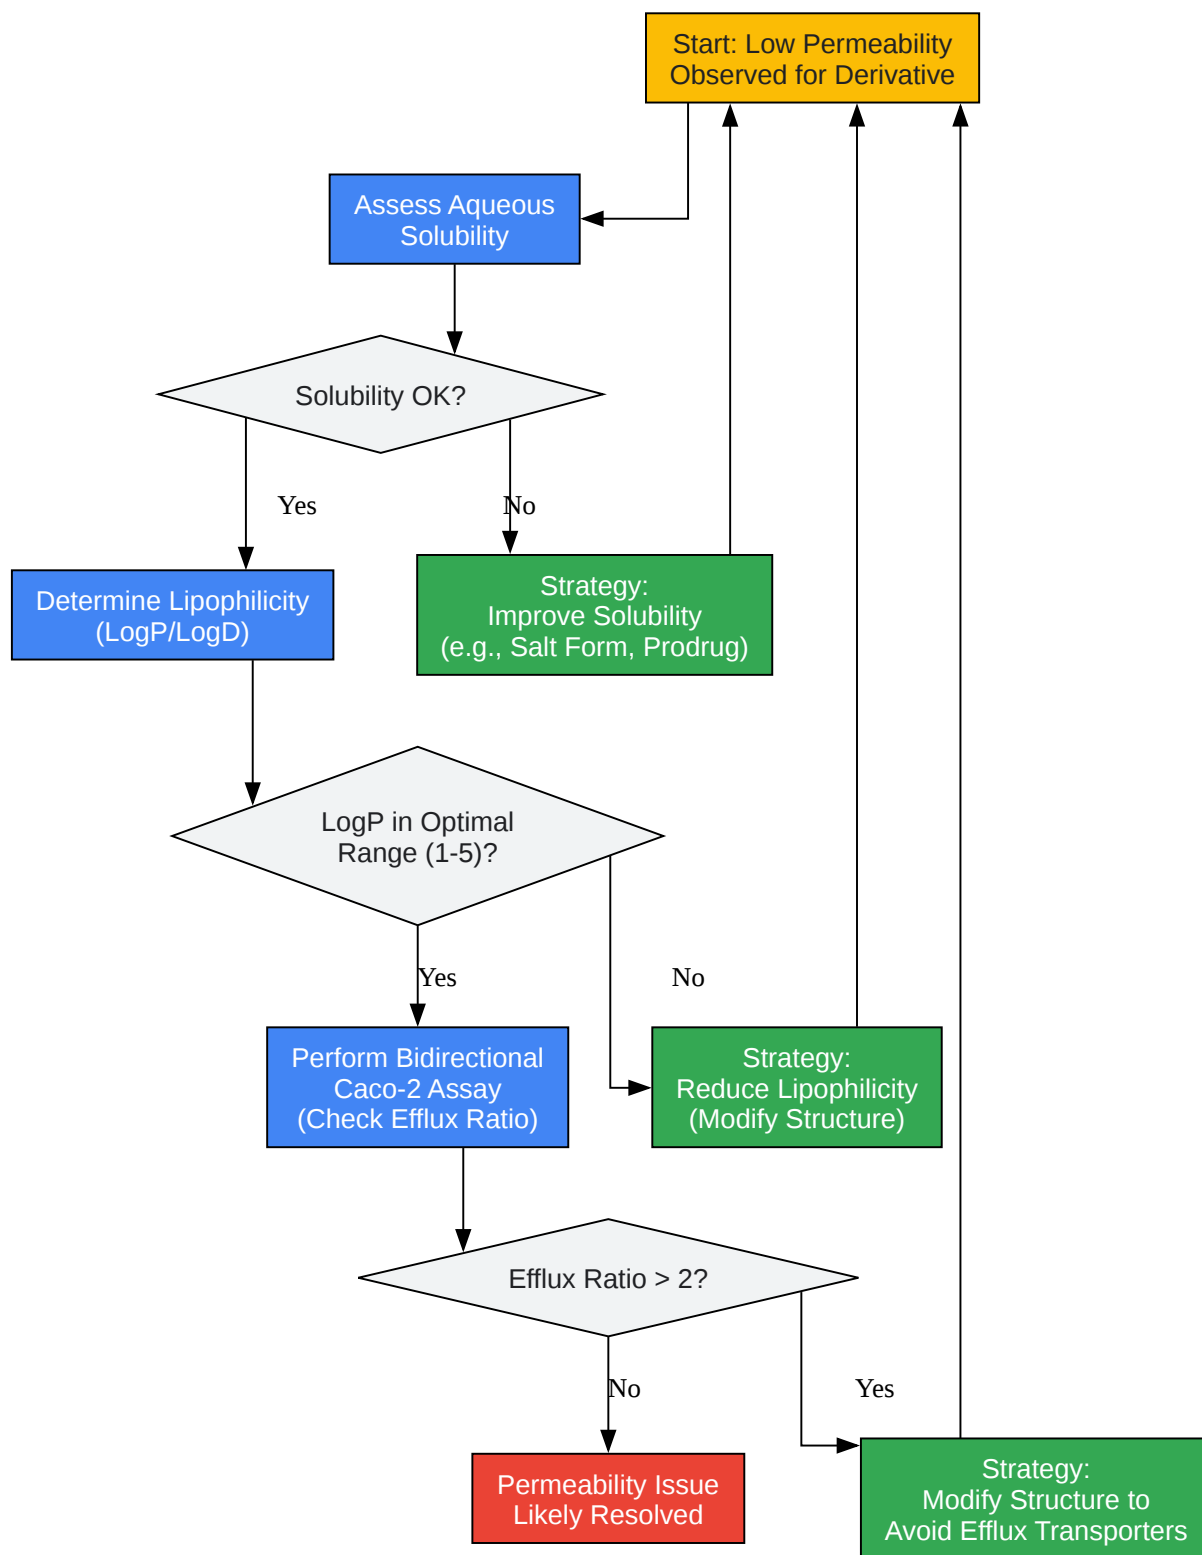 Start: Low Permeability
Observed for Derivative
Assess Aqueous
Solubility
Solubility OK?
Yes
No
Determine Lipophilicity
(LogP/LogD)
Strategy:
Improve Solubility
(e.g., Salt Form, Prodrug)
LogP in Optimal
Range (1-5)?
Yes
No
Perform Bidirectional
Caco-2 Assay
(Check Efflux Ratio)
Strategy:
Reduce Lipophilicity
(Modify Structure)
Efflux Ratio > 2?
No
Yes
Permeability Issue
Likely Resolved
Strategy:
Modify Structure to
Avoid Efflux Transporters